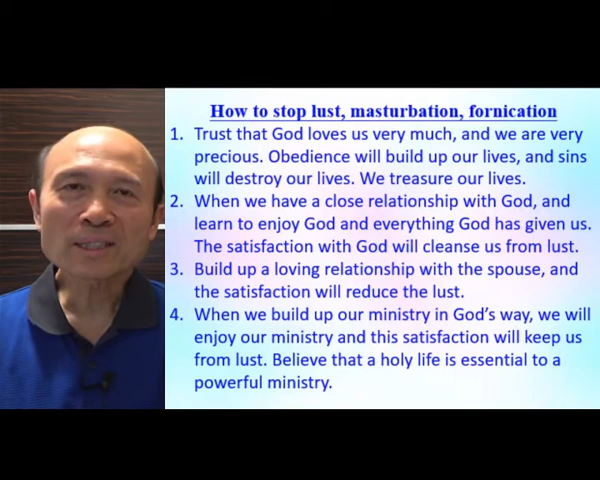 How to stop lust, masturbation, fornication
1. Trust that God loves us very much, and we are very
precious. Obedience will build up our lives, and sins
will destroy our lives. We treasure our lives.
2. When we have a close relationship with God, and
learn to enjoy God and everything God has given us.
The satisfaction with God will cleanse us from lust.
3. Build up a loving relationship with the spouse, and
the satisfaction will reduce the lust.
4. When we build up our ministry in God's way, we will
enjoy our ministry and this satisfaction will keep us
from lust. Believe that a holy life is essential to a
powerful ministry.